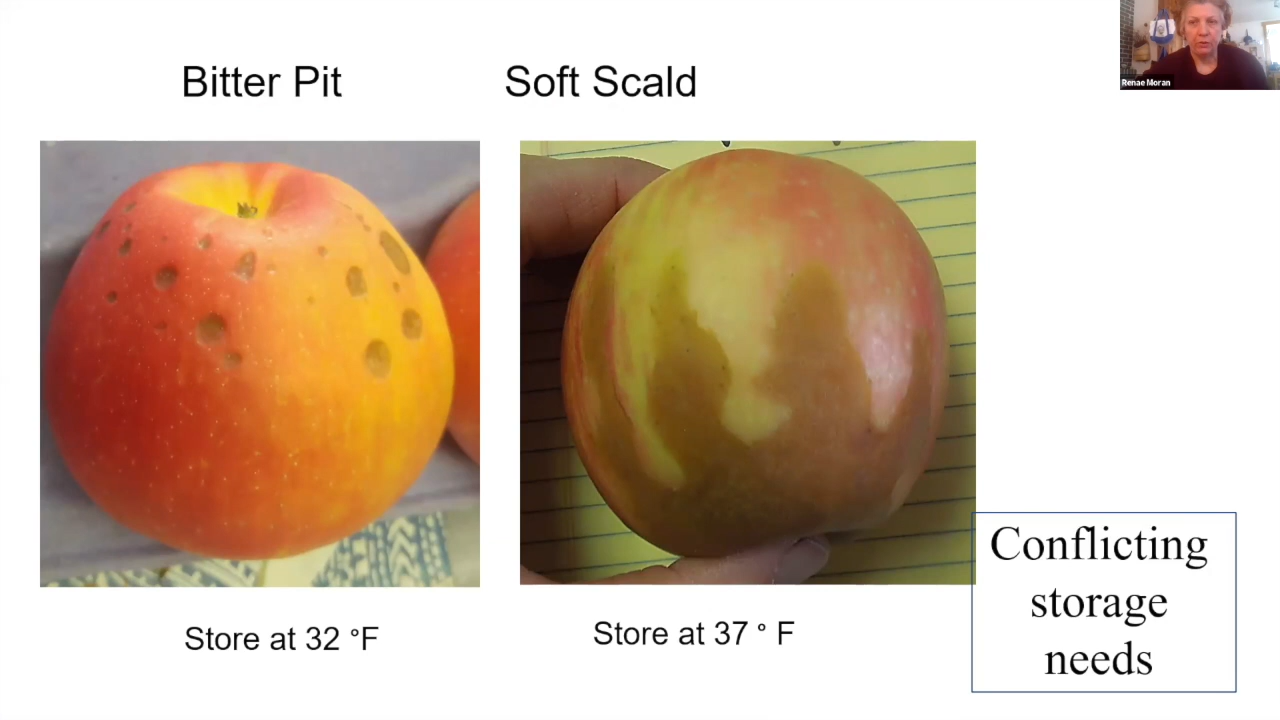 Bitter Pit
Soft Scald
Renae Moran
Store at 32 °F
Store at 37 ° F
Conflicting
storage
needs